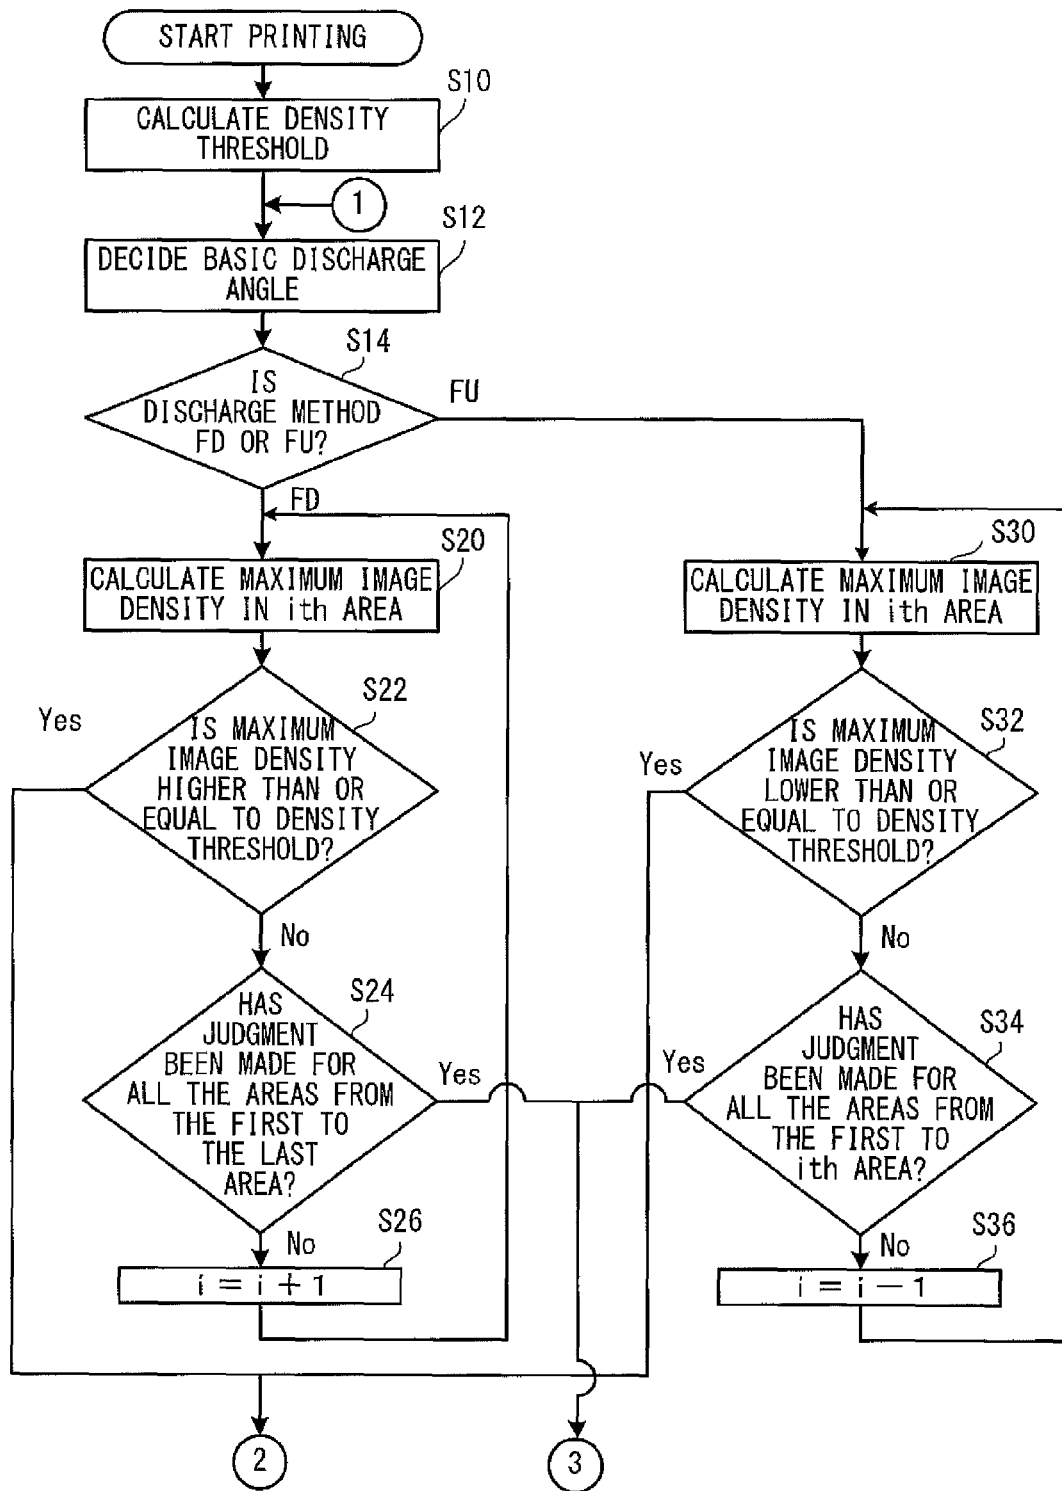 START PRINTING
S10
CALCULATE DENSITY
THRESHOLD
1
S12
DECIDE BASIC DISCHARGE
ANGLE
S14
IS
DISCHARGE METHOD
FD OR FU?
FU
FD
S20
CALCULATE MAXIMUM IMAGE
DENSITY IN ith AREA
S30
CALCULATE MAXIMUM IMAGE
DENSITY IN ith AREA
S22
Yes
IS MAXIMUM
IMAGE DENSITY
HIGHER THAN OR
EQUAL TO DENSITY
THRESHOLD?
No
S32
Yes
IS MAXIMUM
IMAGE DENSITY
LOWER THAN OR
EQUAL TO DENSITY
THRESHOLD?
No
S24
HAS
JUDGMENT
BEEN MADE FOR
ALL THE AREAS FROM
THE FIRST TO
THE LAST
AREA?
Yes
No
S34
HAS
JUDGMENT
BEEN MADE FOR
ALL THE AREAS FROM
THE FIRST TO
ith AREA?
Yes
No
S26
i = i + 1
S36
i = i - 1
2
3